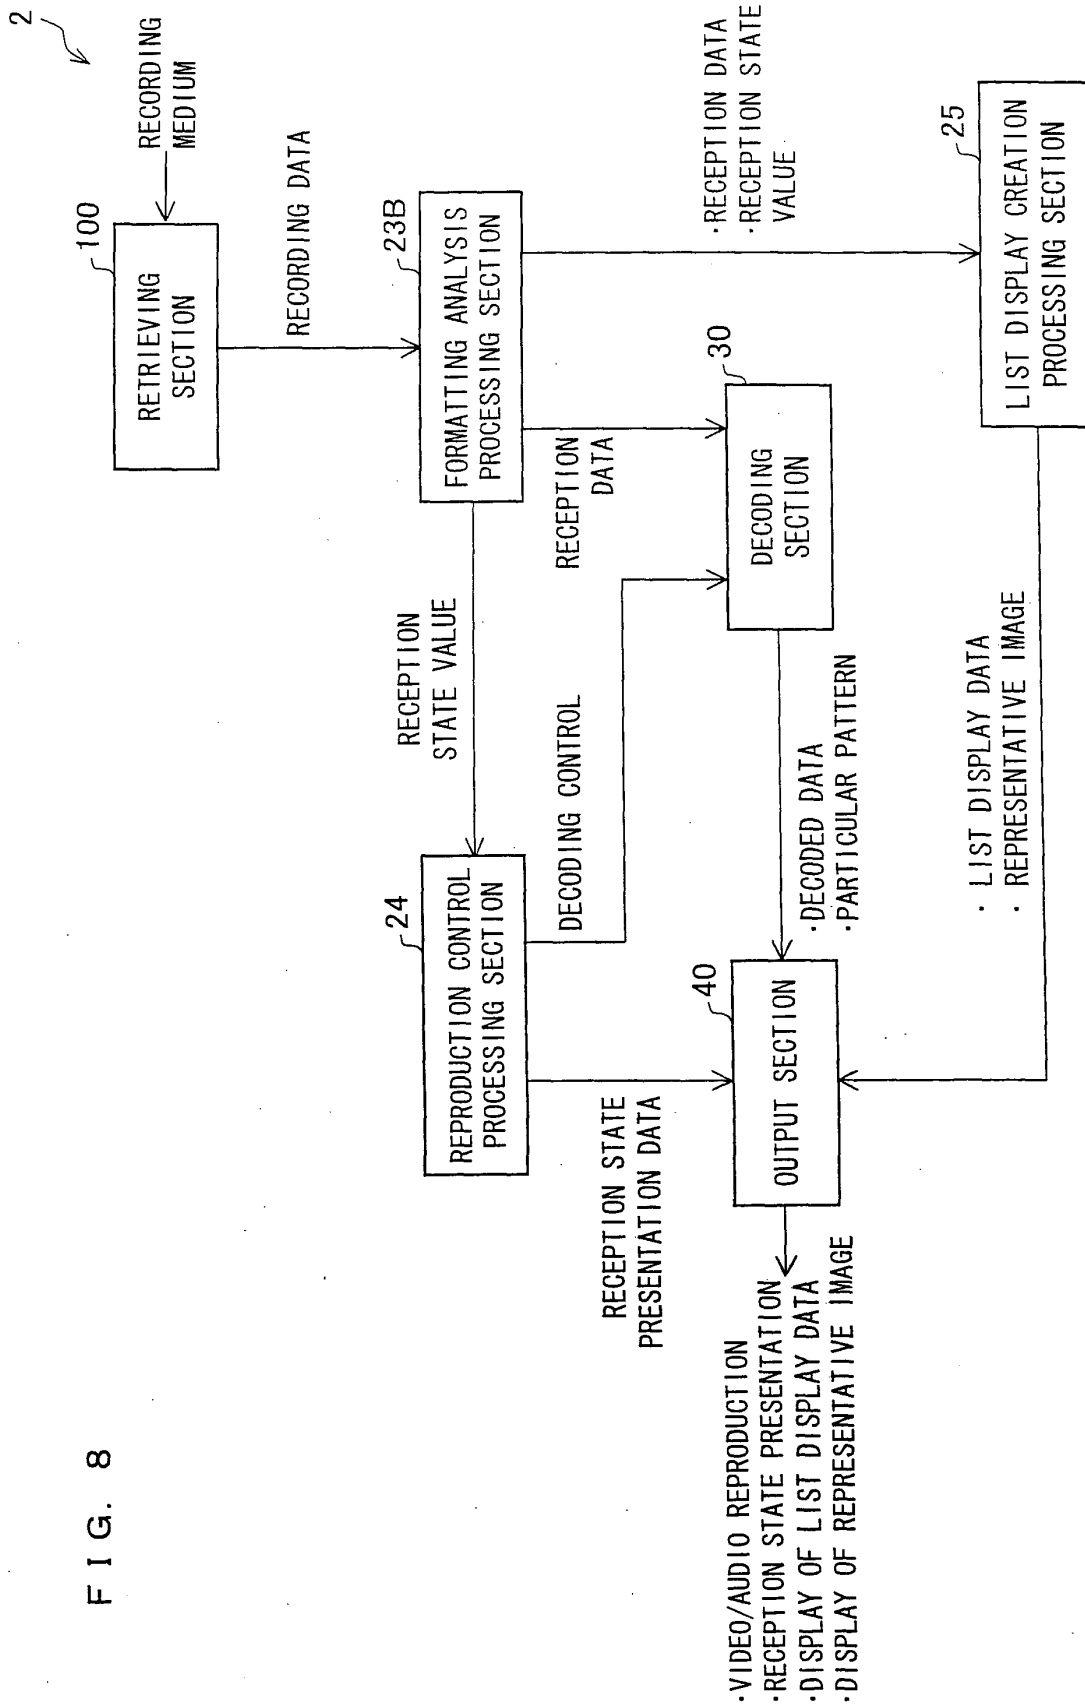 FIG. 8
2
RECORDING
MEDIUM
100
RETRIEVING
SECTION
RECORDING DATA
23B
FORMATTING ANALYSIS
PROCESSING SECTION
RECEPTION
STATE VALUE
RECEPTION
DATA
·RECEPTION DATA
·RECEPTION STATE
VALUE
24
REPRODUCTION CONTROL
PROCESSING SECTION
DECODING CONTROL
30
DECODING
SECTION
25
LIST DISPLAY CREATION
PROCESSING SECTION
RECEPTION STATE
PRESENTATION DATA
·DECODED DATA
·PARTICULAR PATTERN
· LIST DISPLAY DATA
· REPRESENTATIVE IMAGE
40
OUTPUT SECTION
·VIDEO/AUDIO REPRODUCTION
·RECEPTION STATE PRESENTATION
·DISPLAY OF LIST DISPLAY DATA
·DISPLAY OF REPRESENTATIVE IMAGE